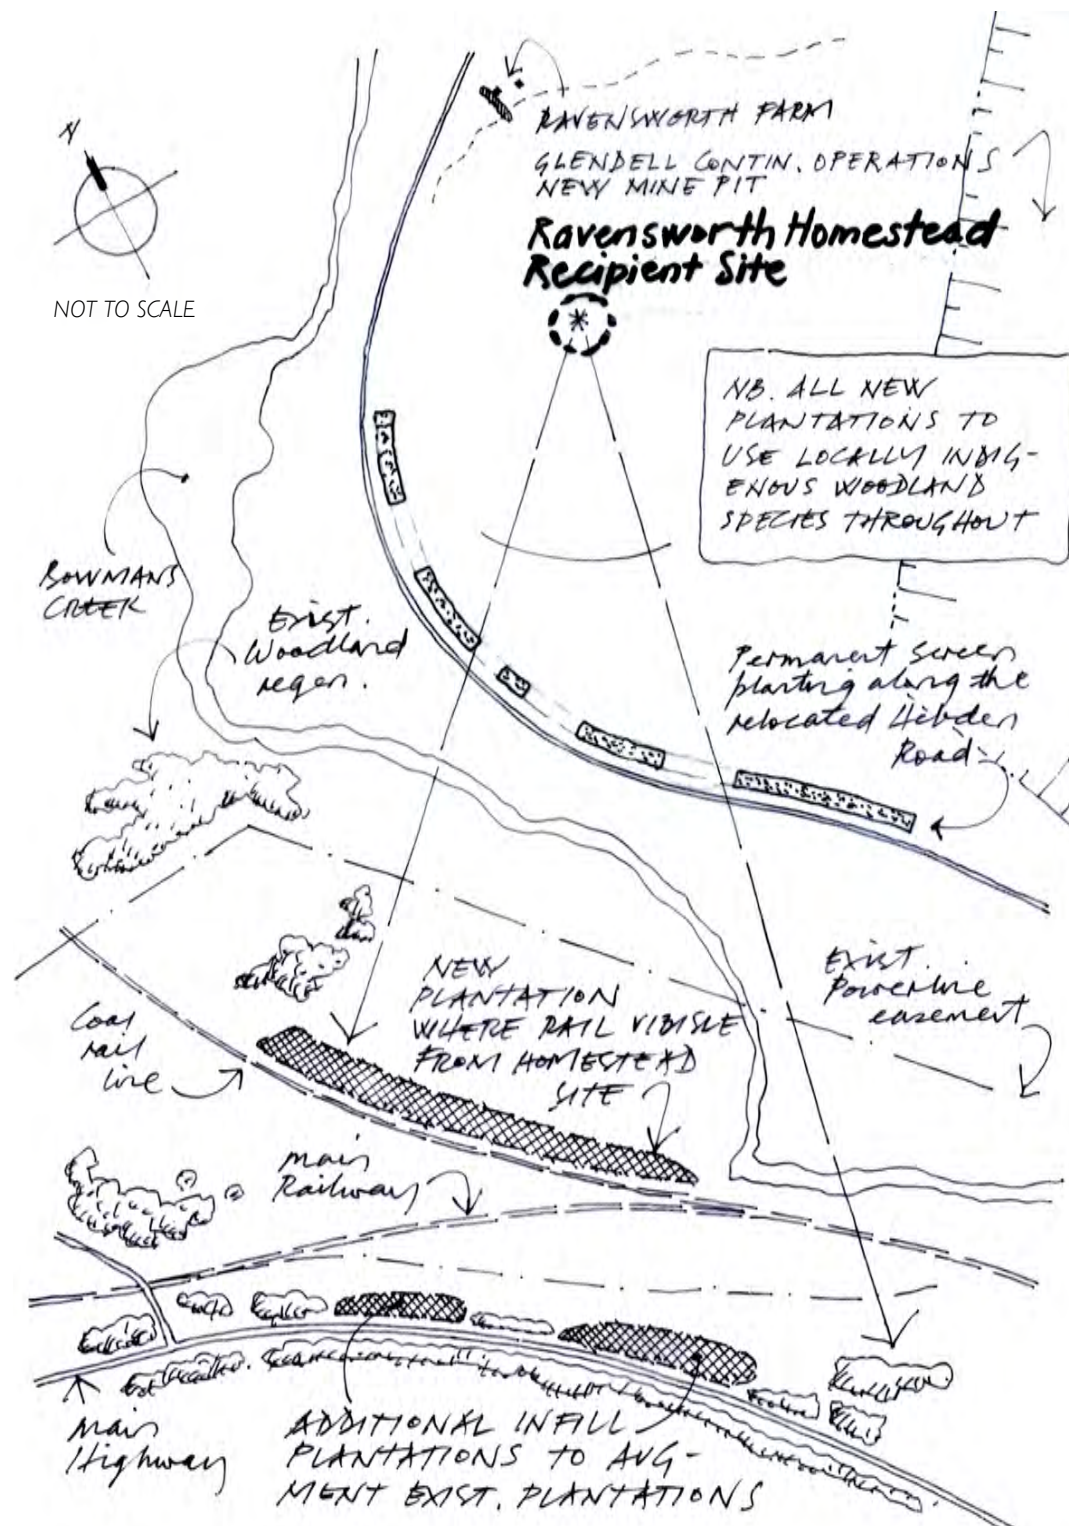 N
NOT TO SCALE
RAVENSWORTH FARM
GLENDELL CONTIN. OPERATIONS
NEW MINE PIT
Ravensworth Homestead
Recipient Site
NB. ALL NEW
PLANTATIONS TO
USE LOCALLY INDIG-
ENOUS WOODLAND
SPECIES THROUGHOUT
BOWMANS
CREEK
Exist.
Woodland
regen.
Permanent screen
planting along the
relocated Hebden
Road
NEW
PLANTATION
WHERE RAIL VIBISLE
FROM HOMESTEAD
SITE
Exist.
Powerline
easement
Coal
rail
line
main
Railway
Main
Highway
ADDITIONAL INFILL
PLANTATIONS TO AUG-
MENT EXIST. PLANTATIONS